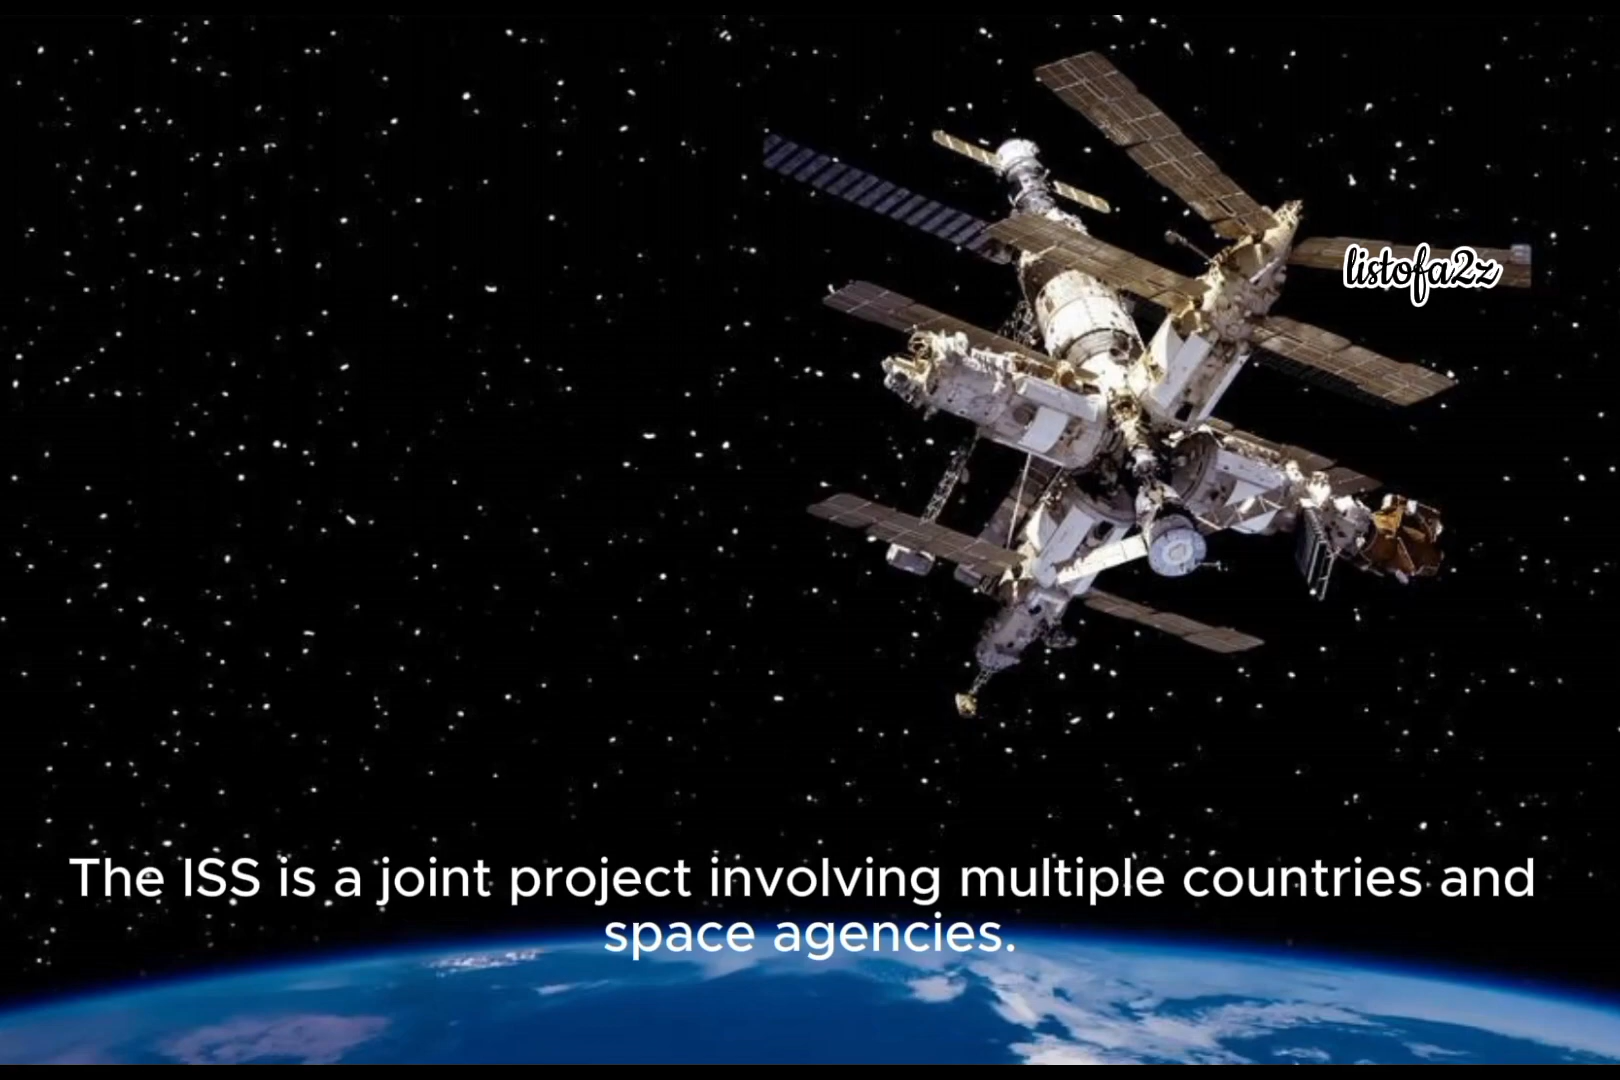 listofa2z
The ISS is a joint project involving multiple countries and
space agencies.